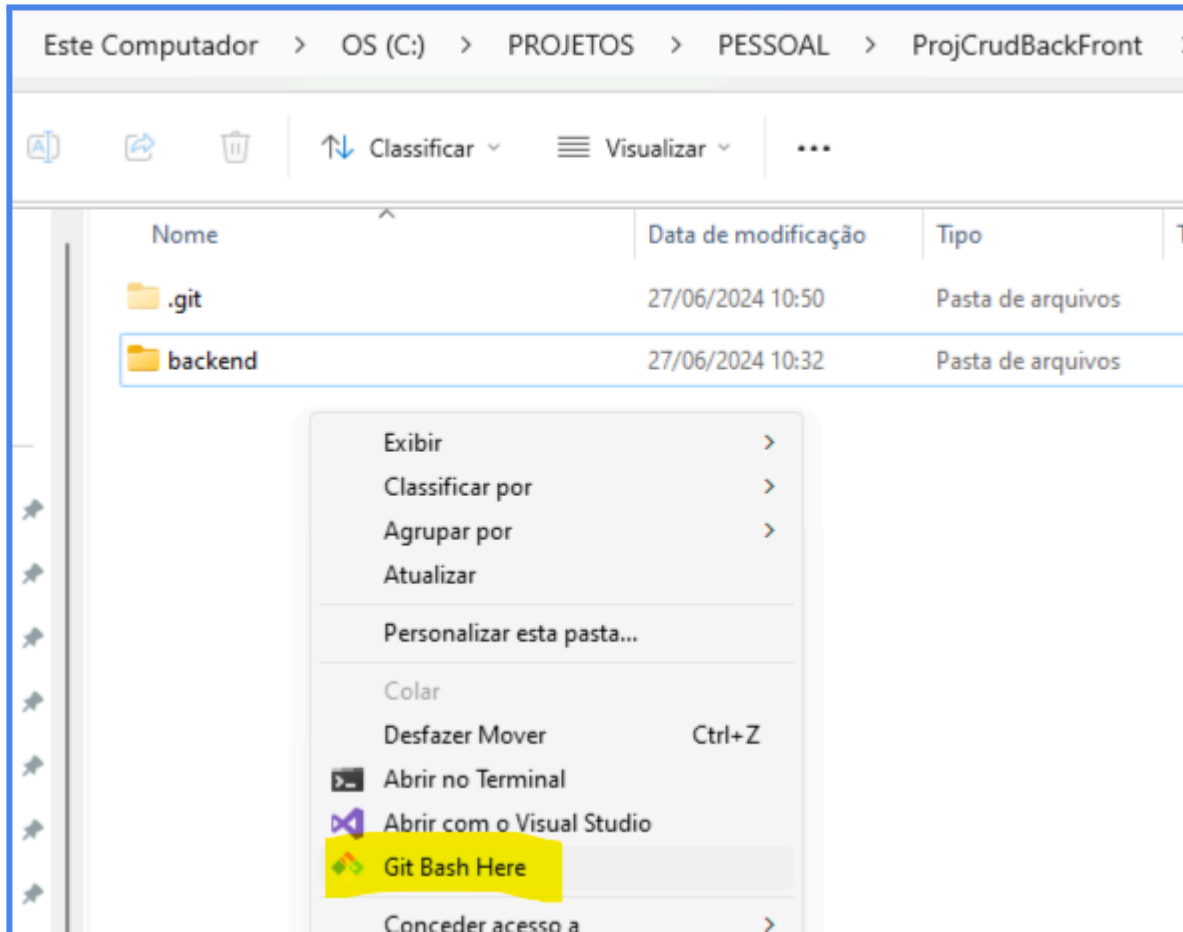 Este Computador > OS (C:) > PROJETOS > PESSOAL > ProjCrudBackFront
Classificar Visualizar ...
Nome Data de modificação Tipo
.git 27/06/2024 10:50 Pasta de arquivos
backend 27/06/2024 10:32 Pasta de arquivos
Exibir >
Classificar por >
Agrupar por >
Atualizar
Personalizar esta pasta...
Colar
Desfazer Mover Ctrl+Z
Abrir no Terminal
Abrir com o Visual Studio
Git Bash Here
Conceder acesso a >